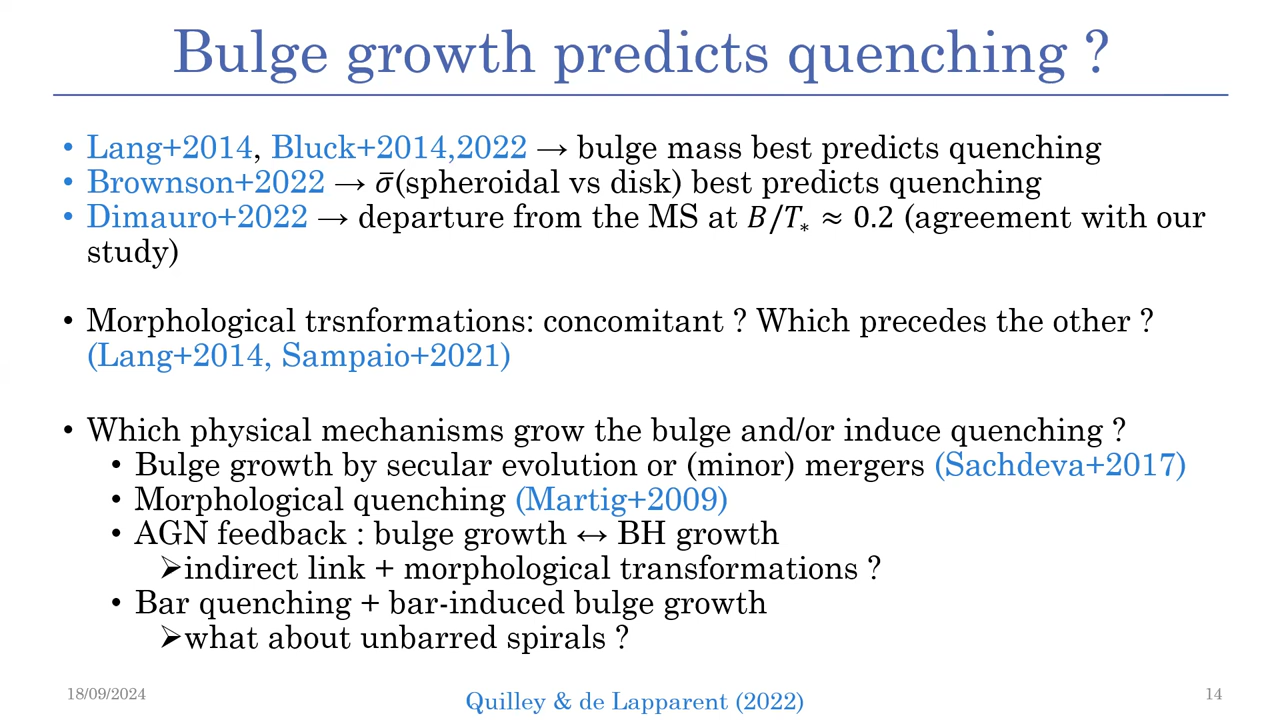 Bulge growth predicts quenching ?
• Lang+2014, Bluck+2014,2022 → bulge mass best predicts quenching
• Brownson+2022 → σ̄(spheroidal vs disk) best predicts quenching
• Dimauro+2022 → departure from the MS at B/T* ≈ 0.2 (agreement with our
study)
• Morphological trsnformations: concomitant ? Which precedes the other ?
(Lang+2014, Sampaio+2021)
• Which physical mechanisms grow the bulge and/or induce quenching ?
• Bulge growth by secular evolution or (minor) mergers (Sachdeva+2017)
• Morphological quenching (Martig+2009)
• AGN feedback : bulge growth ↔ BH growth
➢indirect link + morphological transformations ?
• Bar quenching + bar-induced bulge growth
➢what about unbarred spirals ?
18/09/2024
Quilley & de Lapparent (2022)
14